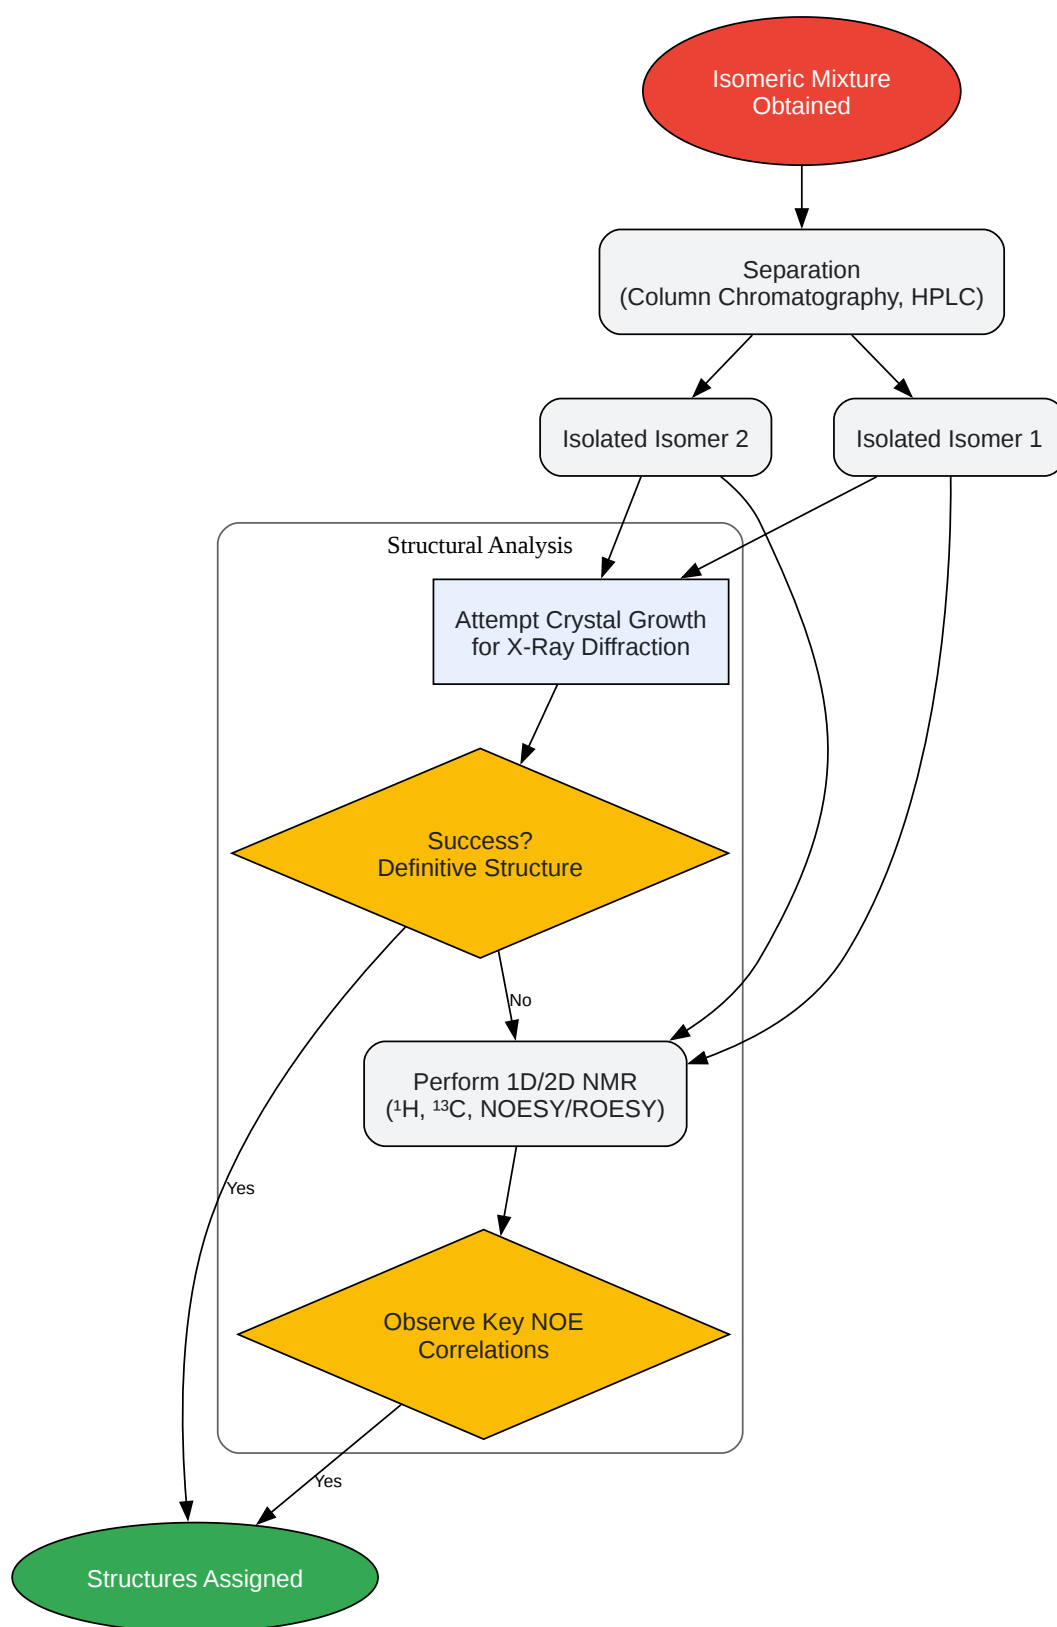 Isomeric Mixture
Obtained
Separation
(Column Chromatography, HPLC)
Isolated Isomer 2
Isolated Isomer 1
Structural Analysis
Attempt Crystal Growth
for X-Ray Diffraction
Success?
Definitive Structure
No
Perform 1D/2D NMR
(¹H, ¹³C, NOESY/ROESY)
Yes
Observe Key NOE
Correlations
Yes
Structures Assigned